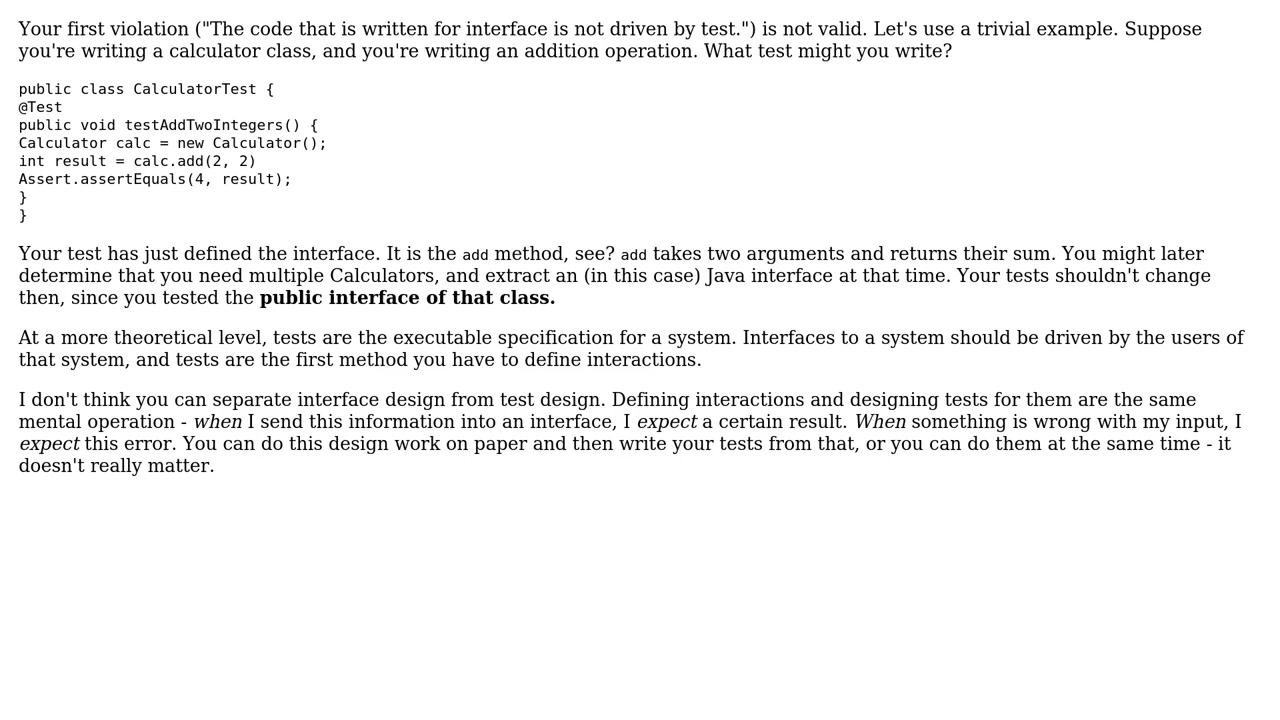 Your first violation ("The code that is written for interface is not driven by test.") is not valid. Let's use a trivial example. Suppose
you're writing a calculator class, and you're writing an addition operation. What test might you write?
public class CalculatorTest {
@Test
public void testAddTwoIntegers() {
Calculator calc = new Calculator();
int result = calc.add(2, 2)
Assert.assertEquals(4, result);
}
}
Your test has just defined the interface. It is the add method, see? add takes two arguments and returns their sum. You might later
determine that you need multiple Calculators, and extract an (in this case) Java interface at that time. Your tests shouldn't change
then, since you tested the public interface of that class.
At a more theoretical level, tests are the executable specification for a system. Interfaces to a system should be driven by the users of
that system, and tests are the first method you have to define interactions.
I don't think you can separate interface design from test design. Defining interactions and designing tests for them are the same
mental operation - when I send this information into an interface, I expect a certain result. When something is wrong with my input, I
expect this error. You can do this design work on paper and then write your tests from that, or you can do them at the same time - it
doesn't really matter.